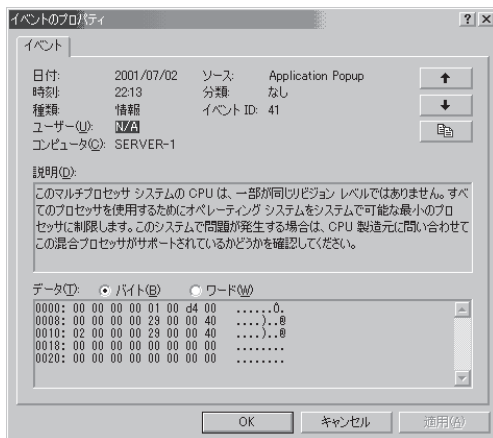 イベントのプロパティ
イベント
日付: 2001/07/02 ソース: Application Popup
時刻: 22:13 分類: なし
種類: 情報 イベント ID: 41
ユーザー(U): N/A
コンピュータ(C): SERVER-1
説明(D):
このマルチプロセッサ システムの CPU は、一部が同じリビジョン レベルではありません。すべ
てのプロセッサを使用するためにオペレーティング システムをシステムで可能な最小のプロ
セッサに制限します。このシステムで問題が発生する場合は、CPU 製造元に問い合わせて
この混合プロセッサがサポートされているかどうかを確認してください。
データ(T): バイト(B) ワード(W)
0000: 00 00 00 00 01 00 d4 00 ......Ô.
0008: 00 00 00 00 29 00 00 40 ....)..@
0010: 02 00 00 00 29 00 00 40 ....)..@
0018: 00 00 00 00 00 00 00 00 ........
0020: 00 00 00 00 00 00 00 00 ........
OK キャンセル 適用(A)